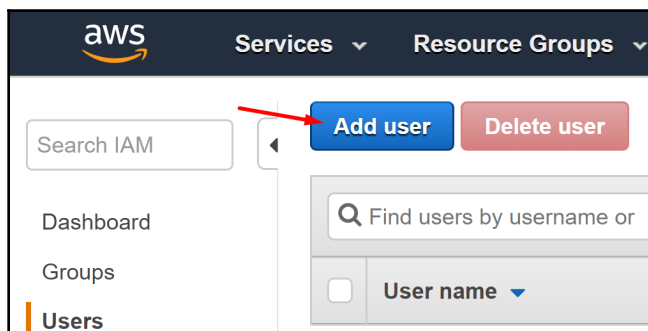 aws
Services
Resource Groups
Search IAM
Dashboard
Groups
Users
Add user
Delete user
Find users by username or
User name